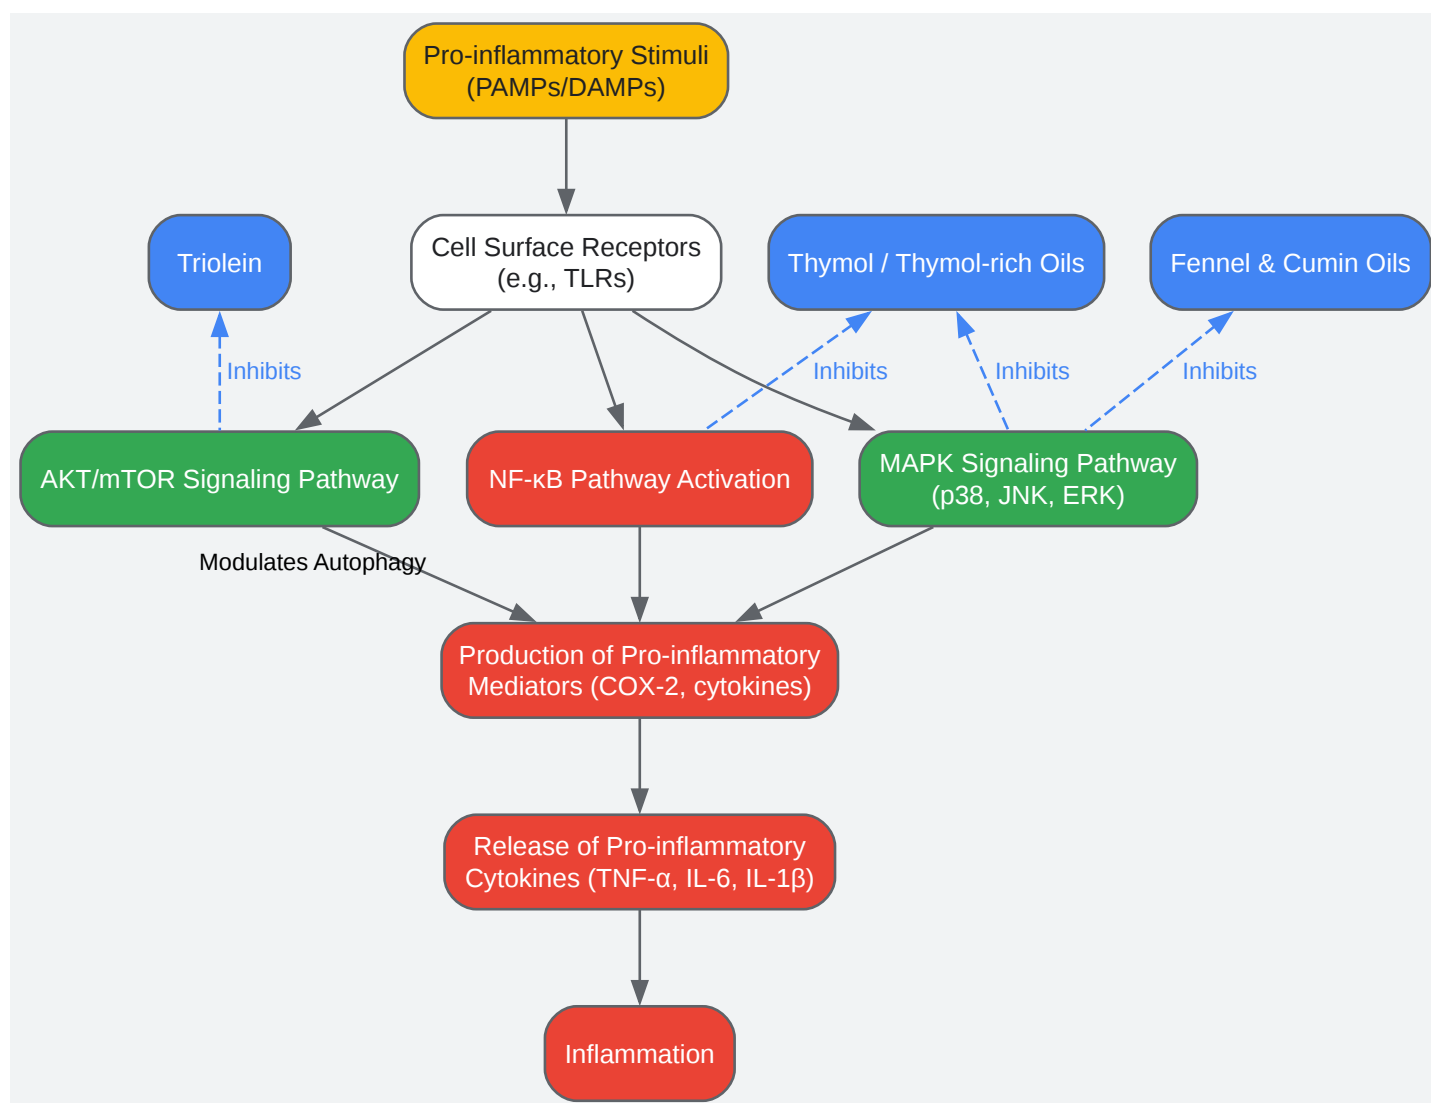 Pro-inflammatory Stimuli
(PAMPs/DAMPs)
Triolein
Cell Surface Receptors
(e.g., TLRs)
Thymol / Thymol-rich Oils
Fennel & Cumin Oils
Inhibits
Inhibits
Inhibits
Inhibits
AKT/mTOR Signaling Pathway
NF-κB Pathway Activation
MAPK Signaling Pathway
(p38, JNK, ERK)
Modulates Autophagy
Production of Pro-inflammatory
Mediators (COX-2, cytokines)
Release of Pro-inflammatory
Cytokines (TNF-α, IL-6, IL-1β)
Inflammation